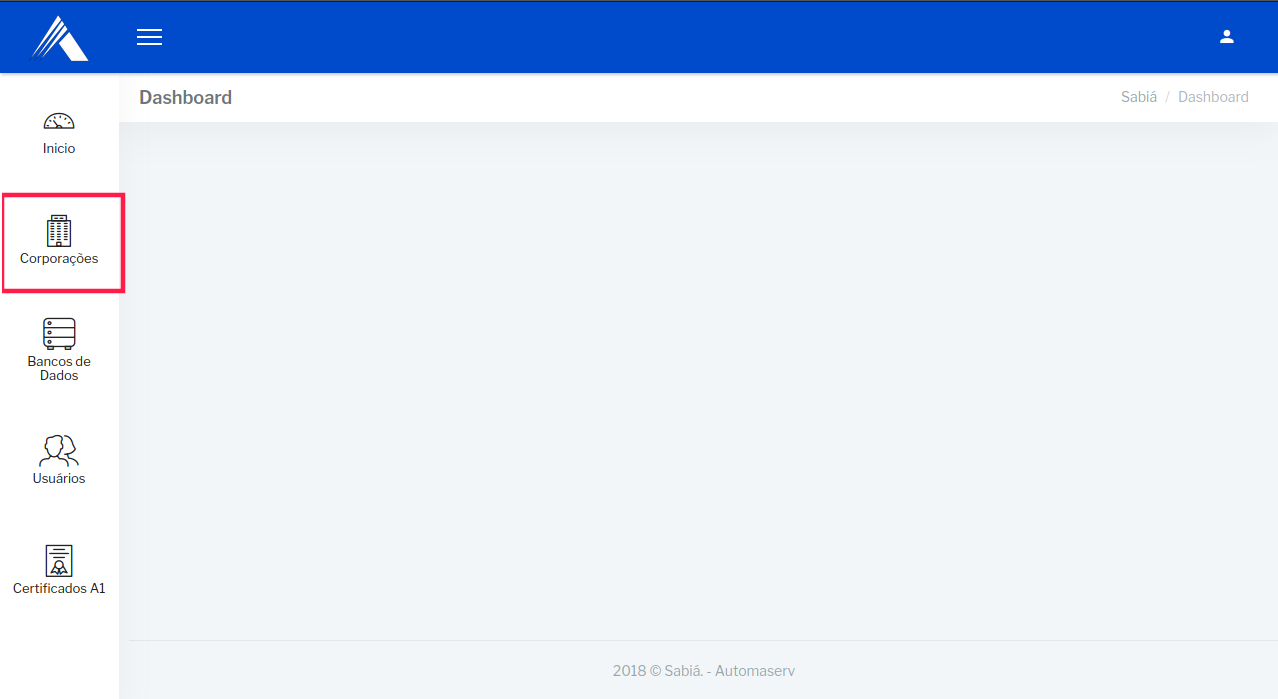 Dashboard
Sabiá / Dashboard
Inicio
Corporações
Bancos de
Dados
Usuários
Certificados A1
2018 © Sabiá. - Automaserv